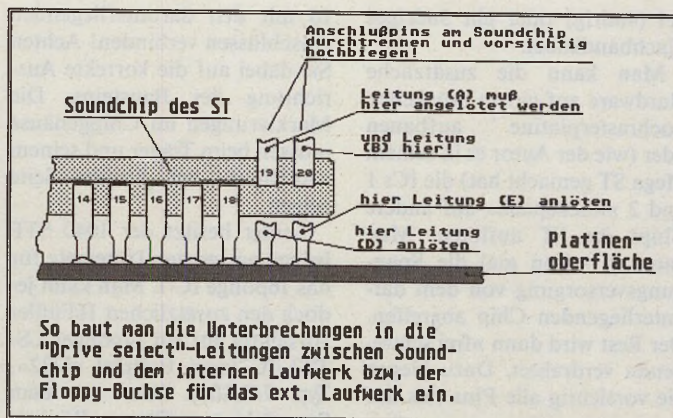 Anschlußpins am Soundchip
durchtrennen und vorsichtig
hochbiegen!
Soundchip des ST
Leitung (A) muß
hier angelötet werden
Leitung
(B) hier!
19 20
14 15 16 17 18
hier Leitung (E) anlöten
hier Leitung
(D) anlöten
Platinen-
oberfläche
So baut man die Unterbrechungen in die
"Drive select"-Leitungen zwischen Sound-
chip und dem internen Laufwerk bzw. der
Floppy-Buchse für das ext. Laufwerk ein.